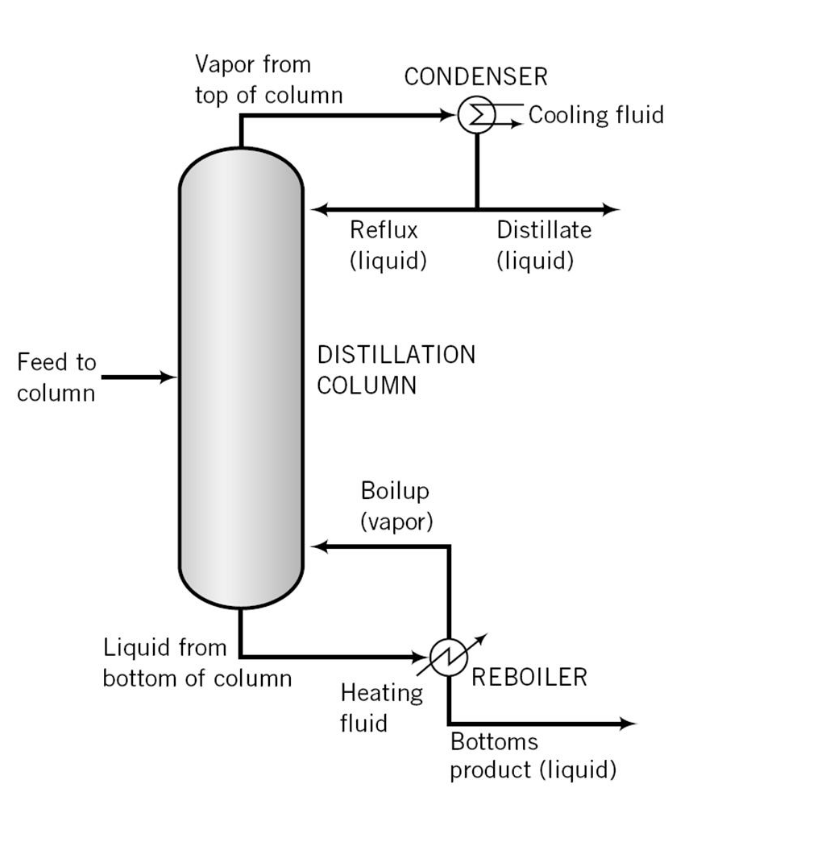 Vapor from
top of column
CONDENSER
Cooling fluid
Reflux
(liquid)
Distillate
(liquid)
Feed to
column
DISTILLATION
COLUMN
Boilup
(vapor)
Liquid from
bottom of column
Heating
fluid
REBOILER
Bottoms
product (liquid)